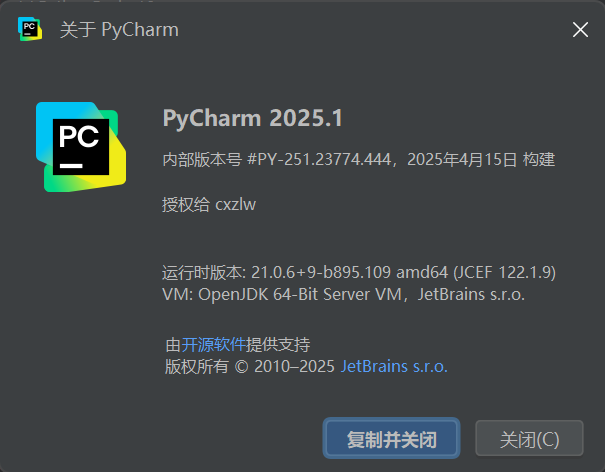 关于 PyCharm
PC
PC
PyCharm 2025.1
内部版本号 #PY-251.23774.444，2025年4月15日 构建
授权给 cxzlw
运行时版本: 21.0.6+9-b895.109 amd64 (JCEF 122.1.9)
VM: OpenJDK 64-Bit Server VM，JetBrains s.r.o.
由开源软件提供支持
版权所有 © 2010–2025 JetBrains s.r.o.
复制并关闭
关闭(C)